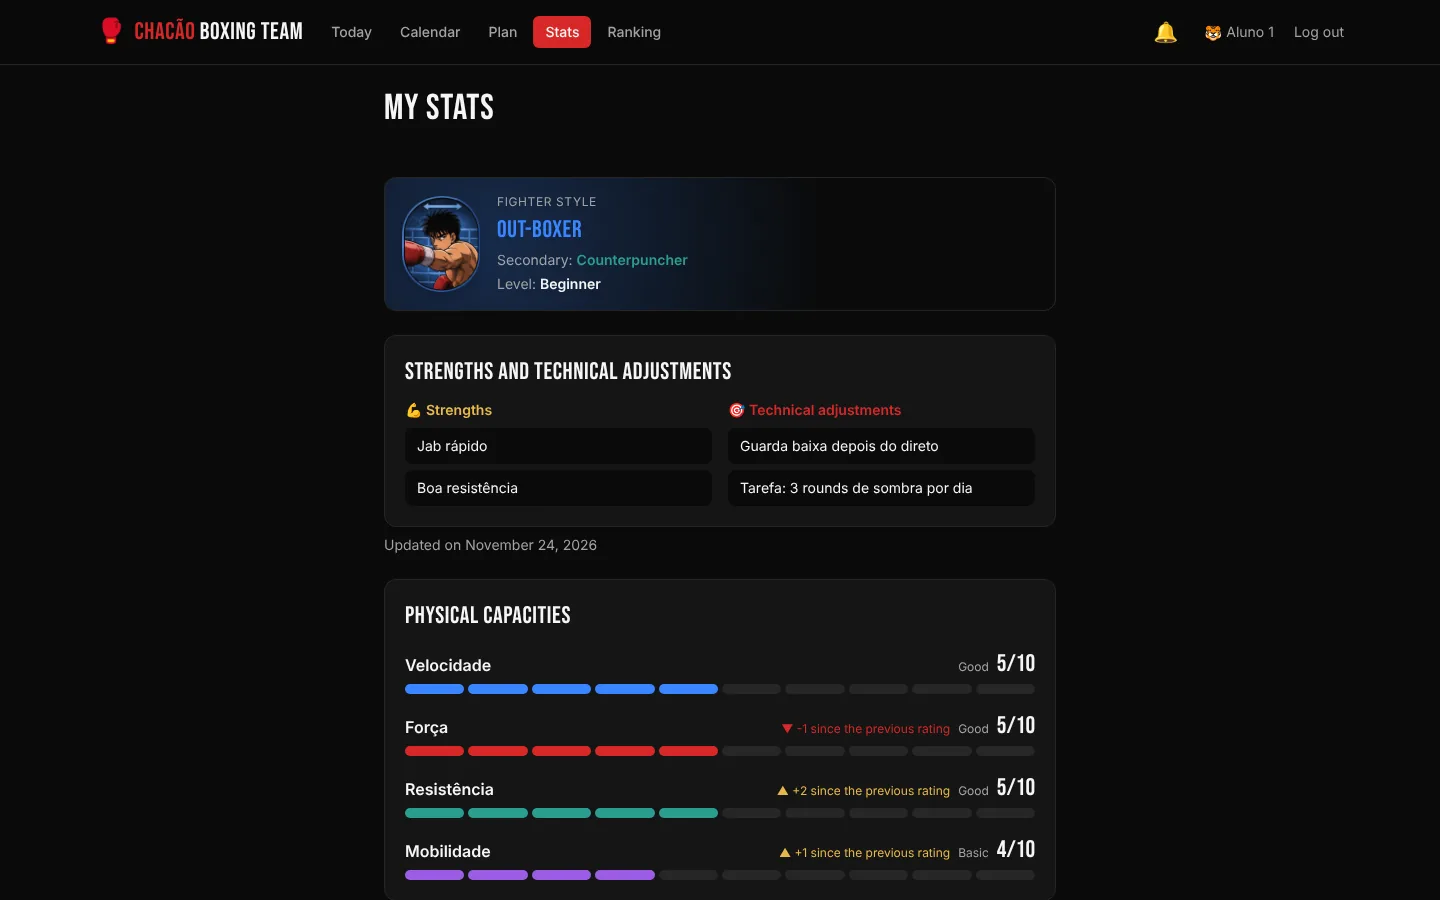 CHACÃO BOXING TEAM
Today
Calendar
Plan
Stats
Ranking
Aluno 1
Log out
MY STATS
FIGHTER STYLE
OUT-BOXER
Secondary: Counterpuncher
Level: Beginner
STRENGTHS AND TECHNICAL ADJUSTMENTS
Strengths
Jab rápido
Boa resistência
Technical adjustments
Guarda baixa depois do direto
Tarefa: 3 rounds de sombra por dia
Updated on November 24, 2026
PHYSICAL CAPACITIES
Velocidade
Good 5/10
Força
▼ -1 since the previous rating Good 5/10
Resistência
▲ +2 since the previous rating Good 5/10
Mobilidade
▲ +1 since the previous rating Basic 4/10